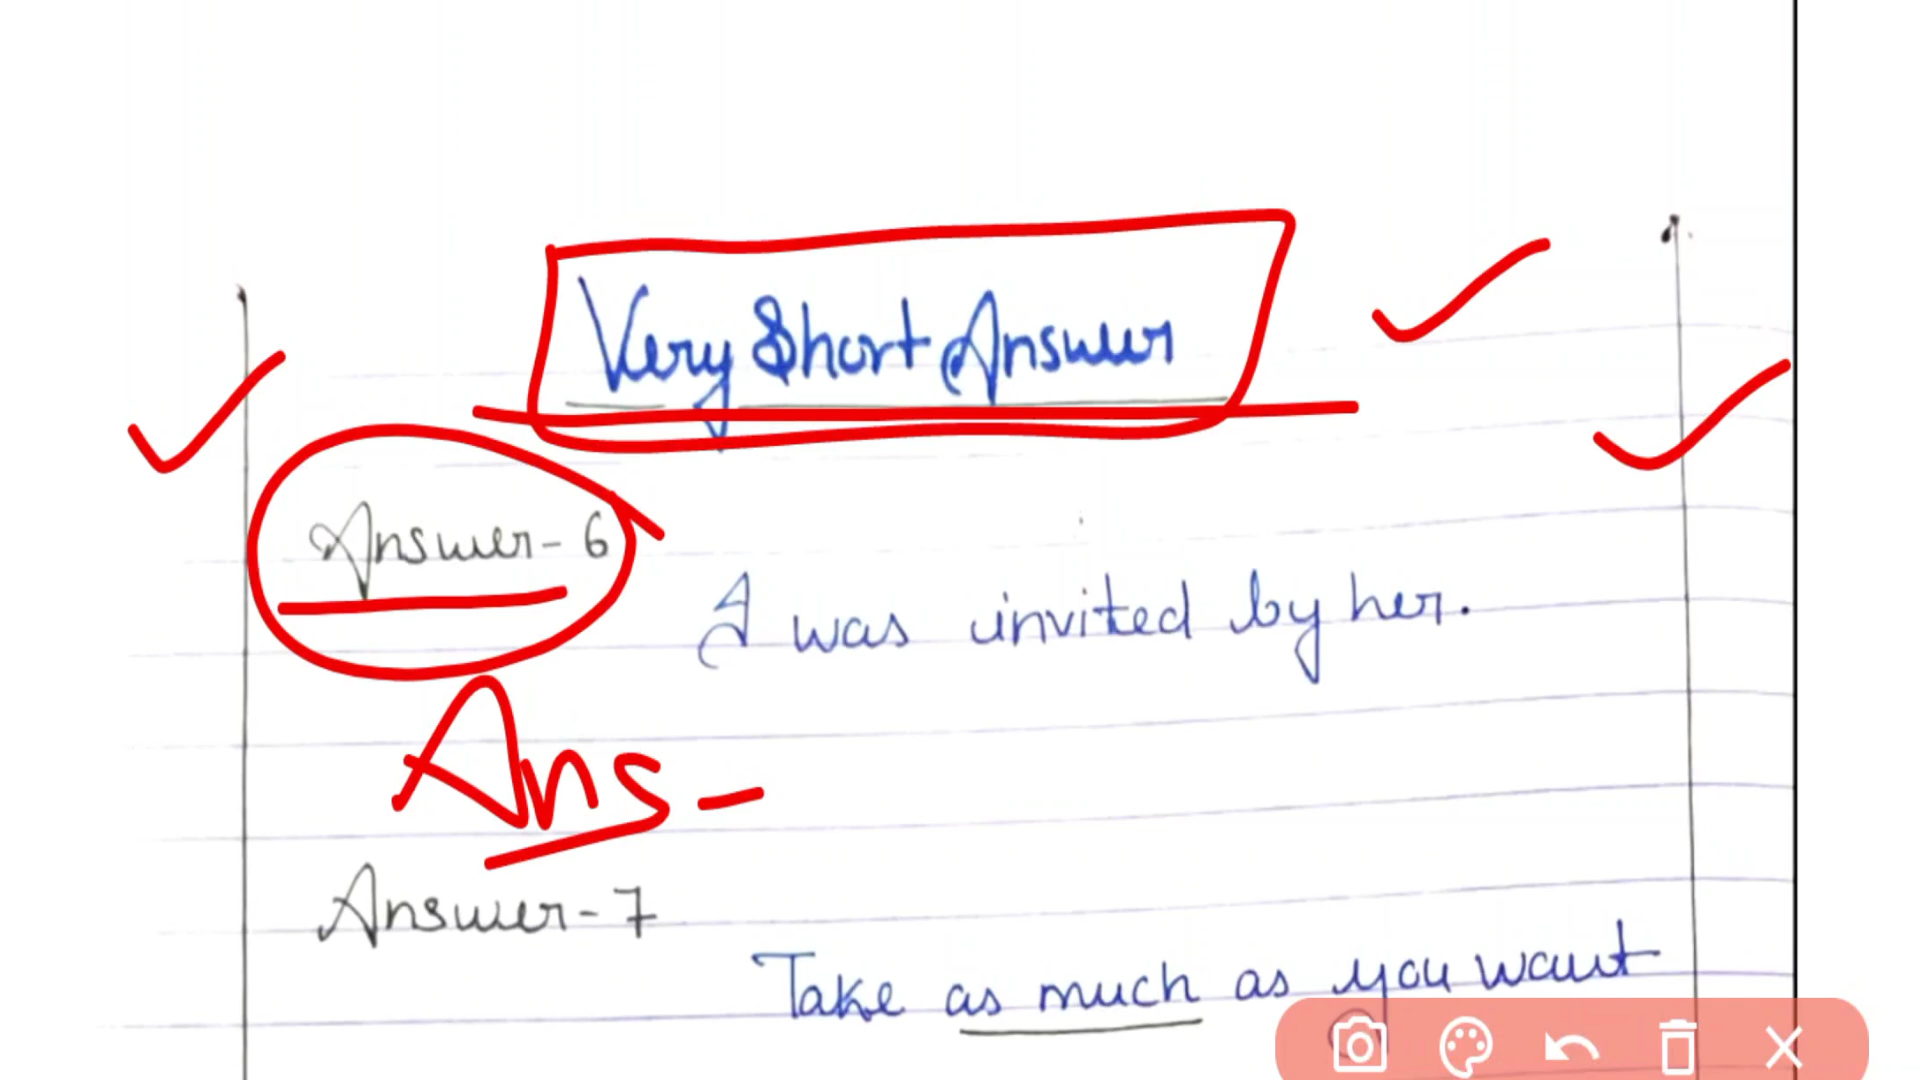 Very Short Answer
Answer-6
I was invited by her.
Ans-
Answer-7
Take as much as you want